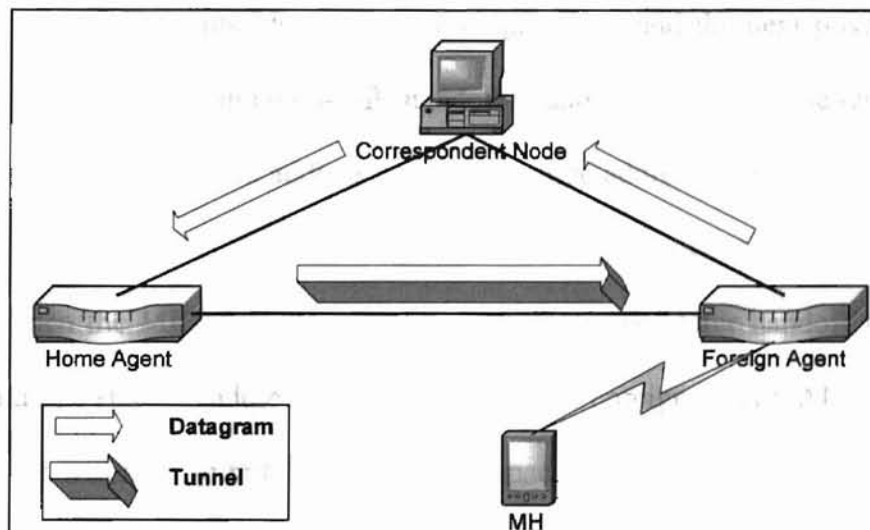 Correspondent Node
Home Agent
Foreign Agent
Datagram
Tunnel
MH